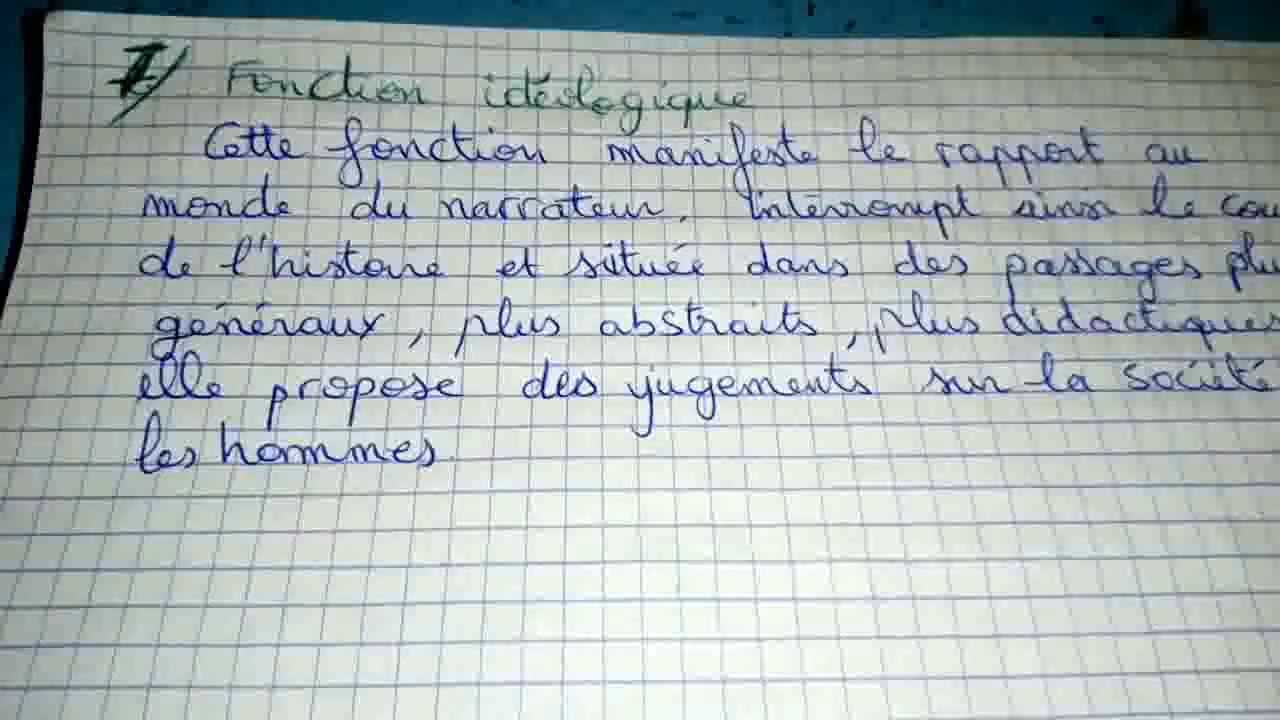 7/ Fonction idéologique
Cette fonction manifeste le rapport au
monde du narrateur. Interrompt ainsi le cou
de l'histoire et située dans des passages plu
généraux, plus abstraits, plus didactiques
elle propose des jugements sur la société
les hommes.